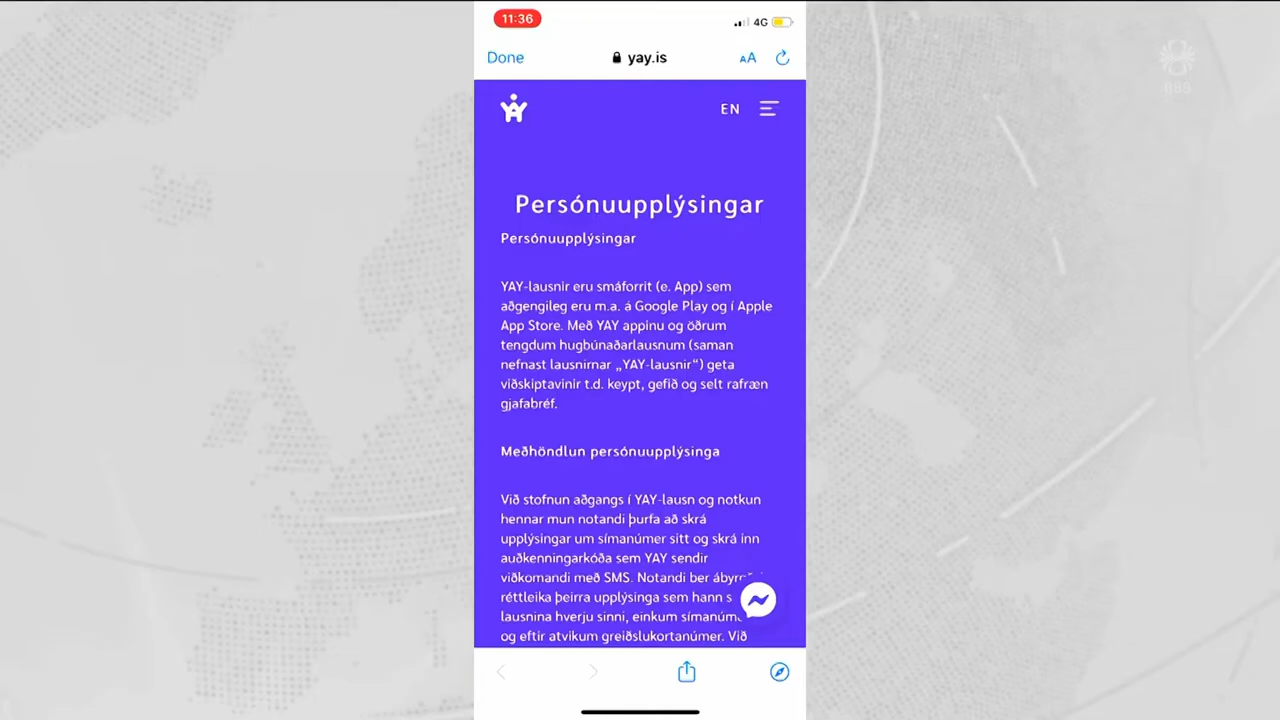 11:36
4G
Done
yay.is
AA
YAY
EN
Persónuupplýsingar
Persónuupplýsingar
YAY-lausnir eru smáforrit (e. App) sem
aðgengileg eru m.a. á Google Play og í Apple
App Store. Með YAY appinu og öðrum
tengdum hugbúnaðarlausnum (saman
nefnast lausnirnar „YAY-lausnir“) geta
viðskiptavinir t.d. keypt, gefið og selt rafræn
gjafabréf.
Meðhöndlun persónuupplýsinga
Við stofnun aðgangs í YAY-lausn og notkun
hennar mun notandi þurfa að skrá
upplýsingar um símanúmer sitt og skrá inn
auðkenningarkóða sem YAY sendir
viðkomandi með SMS. Notandi ber
réttleika þeirra upplýsinga sem hann
lausnina hverju sinni, einkum
og eftir atvikum greiðslukortanúmer. Við